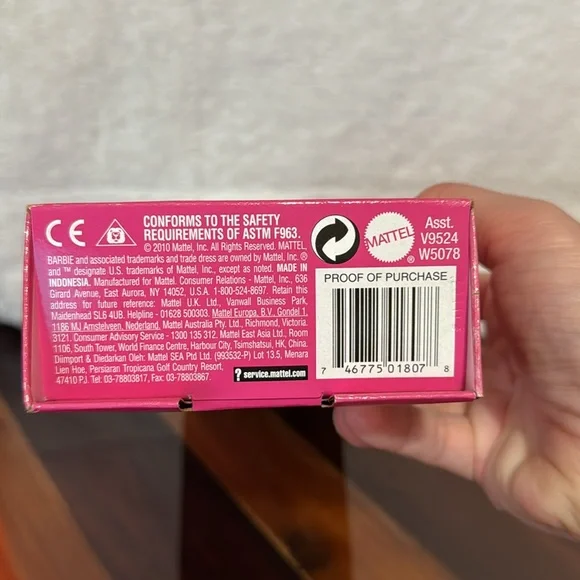 CE
CONFORMS TO THE SAFETY
REQUIREMENTS OF ASTM F963.
© 2010 Mattel, Inc. All Rights Reserved. MATTEL,
BARBIE and associated trademarks and trade dress are owned by Mattel, Inc. ®
and ™ designate U.S. trademarks of Mattel, Inc., except as noted. MADE IN
INDONESIA. Manufactured for Mattel. Consumer Relations - Mattel, Inc., 636
Girard Avenue, East Aurora, NY 14052, U.S.A. 1-800-524-8697. Retain this
address for future reference: Mattel U.K. Ltd., Vanwall Business Park,
Maidenhead SL6 4UB. Helpline - 01628 500303. Mattel Europa, B.V., Gondel 1,
1186 MJ Amstelveen, Nederland. Mattel Australia Pty. Ltd., Richmond, Victoria.
3121. Consumer Advisory Service - 1300 135 312. Mattel East Asia Ltd., Room
1106, South Tower, World Finance Centre, Harbour City, Tsimshatsui, HK, China.
Diimport & Diedarkan Oleh: Mattel SEA Ptd Ltd. (993532-P) Lot 13.5, Menara
Lien Hoe, Persiaran Tropicana Golf Country Resort,
47410 PJ. Tel: 03-78803817, Fax: 03-78803867.
? service.mattel.com
MATTEL ®
Asst.
V9524
W5078
PROOF OF PURCHASE
7 46775 01807 8